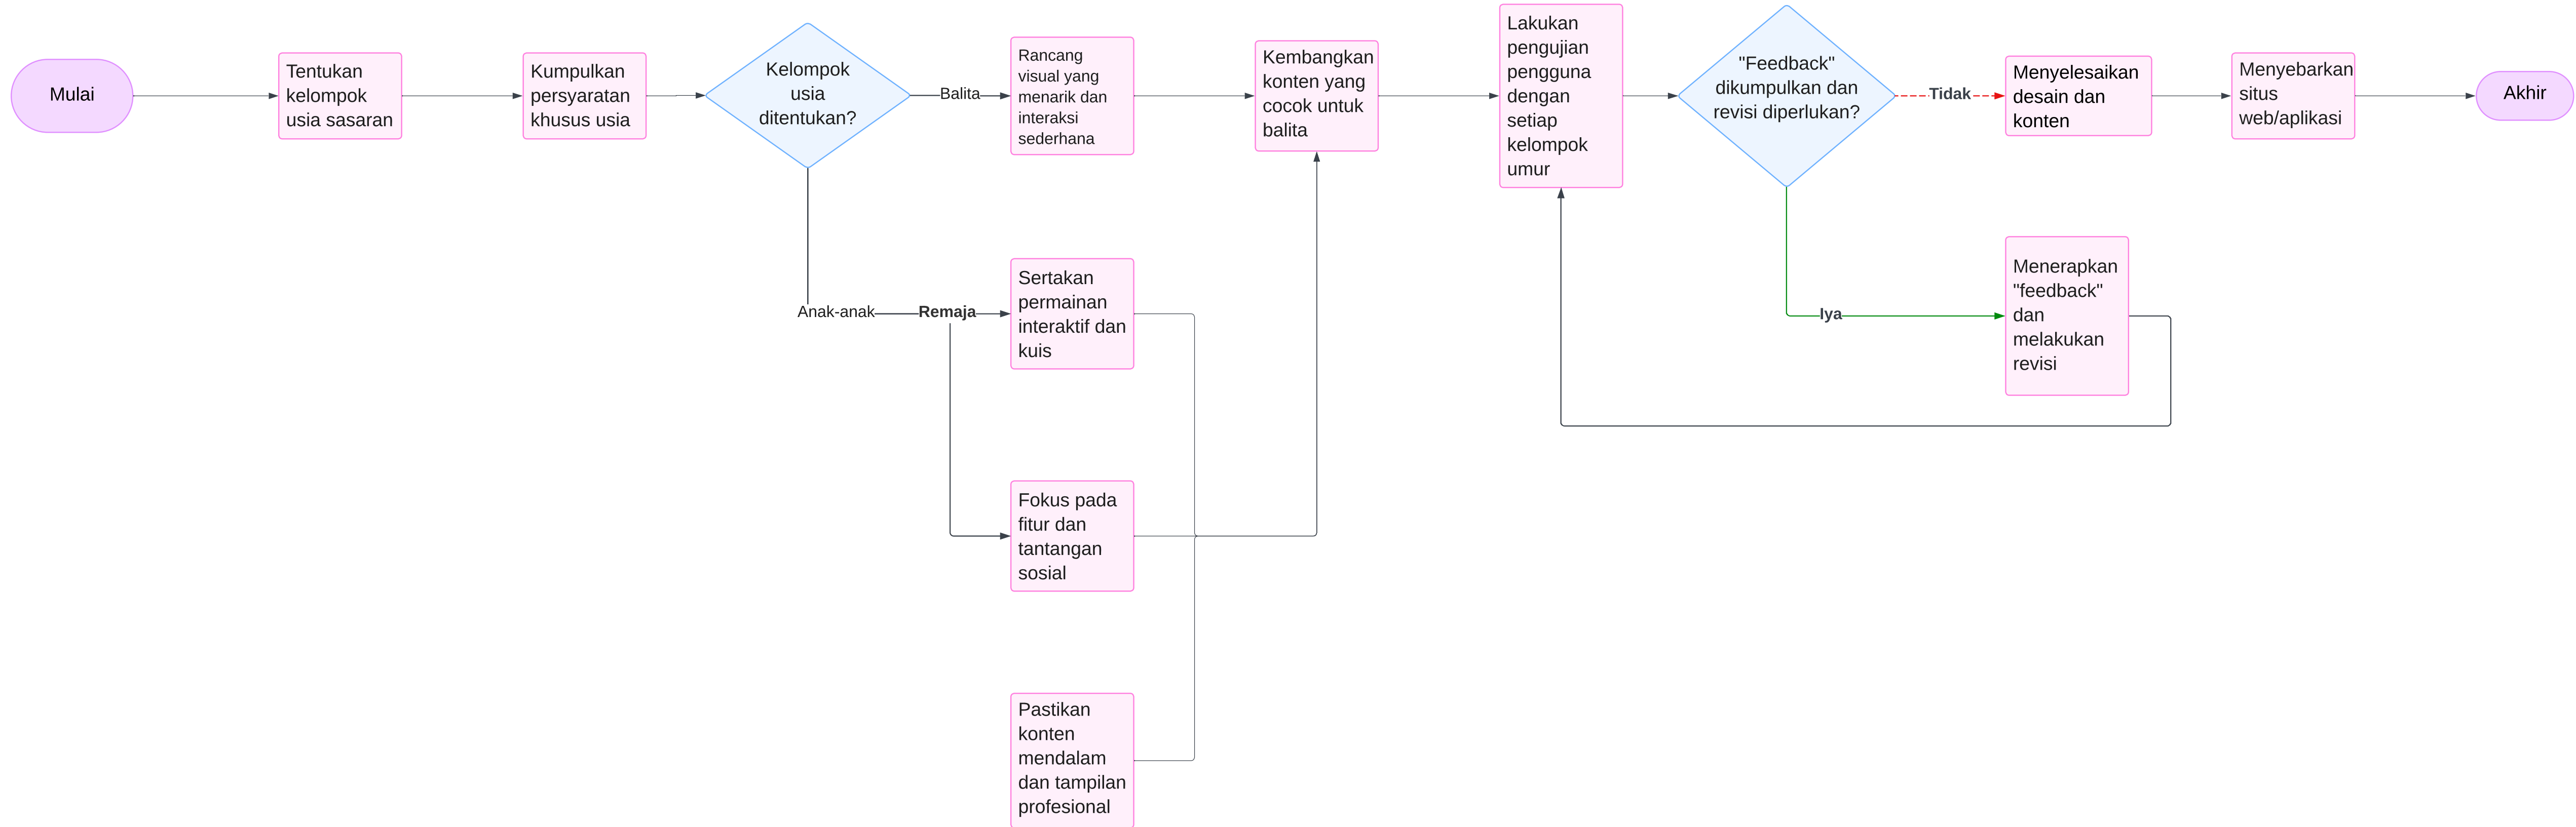 Mulai
Tentukan
kelompok
usia sasaran
Kumpulkan
persyaratan
khusus usia
Kelompok
usia
ditentukan?
Balita
Rancang
visual yang
menarik dan
interaksi
sederhana
Kembangkan
konten yang
cocok untuk
balita
Lakukan
pengujian
pengguna
dengan
setiap
kelompok
umur
"Feedback"
dikumpulkan dan
revisi diperlukan?
Tidak
Menyelesaikan
desain dan
konten
Menyebarkan
situs
web/aplikasi
Akhir
Anak-anak
Remaja
Sertakan
permainan
interaktif dan
kuis
Iya
Menerapkan
"feedback"
dan
melakukan
revisi
Fokus pada
fitur dan
tantangan
sosial
Pastikan
konten
mendalam
dan tampilan
profesional